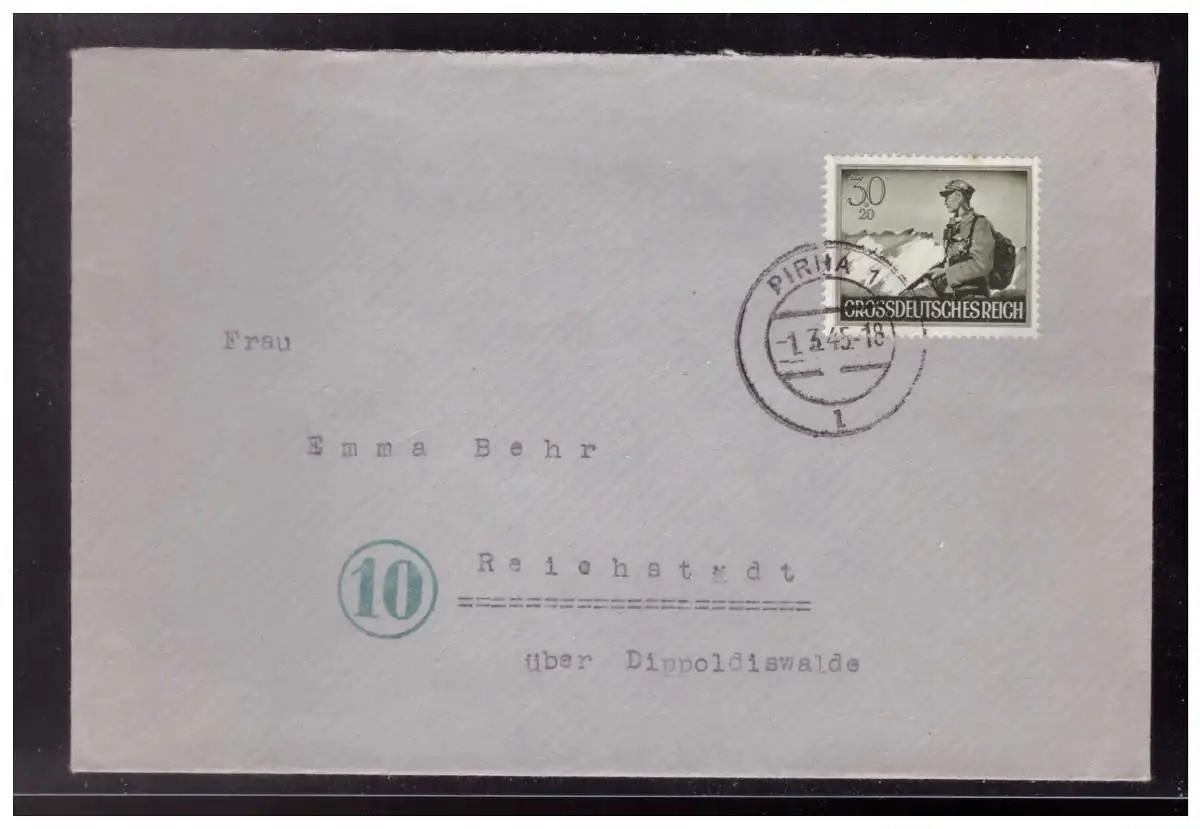 30
+20
GROSSDEUTSCHES REICH
PIRNA 1
-1.3.45-18
1
Frau
Emma Behr
10
Reichstadt
über Dippoldiswalde